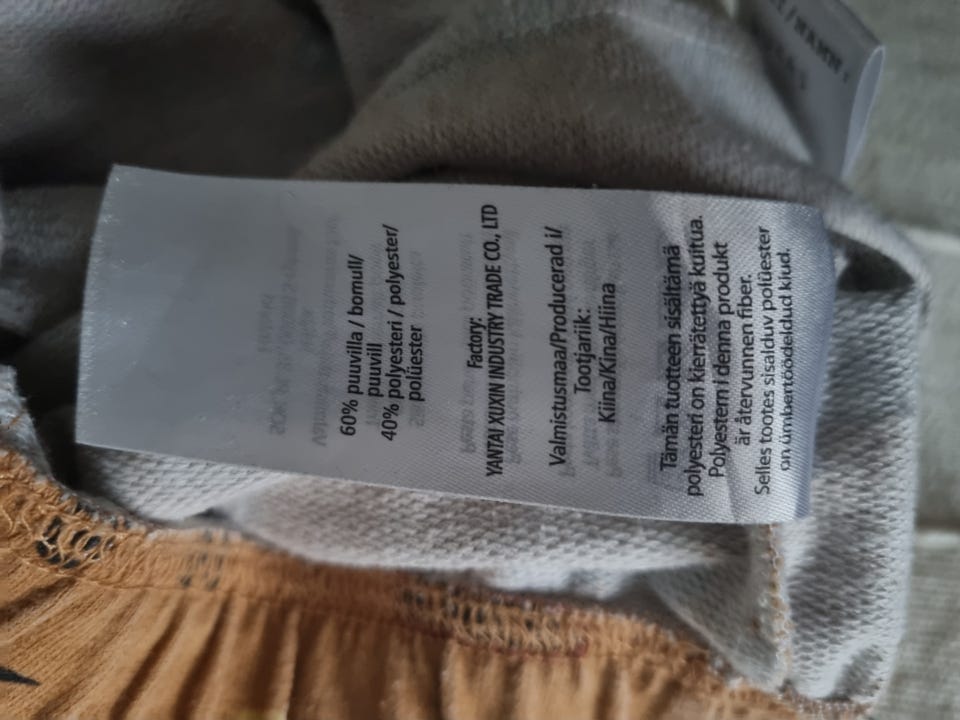 60% puuvilla / bomull/
puuvill
40% polyesteri / polyester/
polüester
Factory:
YANTAI XUXIN INDUSTRY TRADE CO., LTD
Valmistusmaa/Producerad i/
Tootjariik:
Kiina/Kina/Hiina
Tämän tuotteen sisältämä
polyesteri on kierrätettyä kuitua.
Polyestern i denna produkt
är återvunnen fiber.
Selles tootes sisalduv polüester
on ümbertöödeldud kiud.